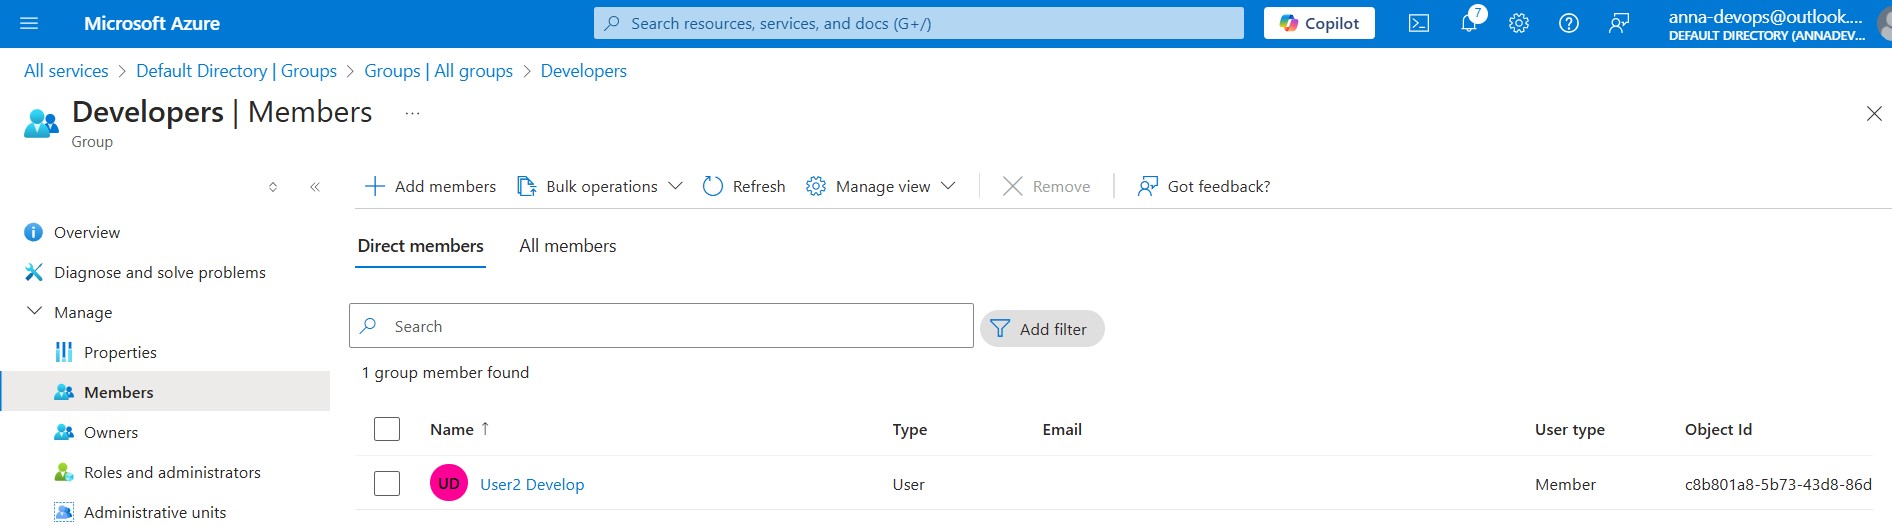 Microsoft Azure
Search resources, services, and docs (G+/)
Copilot
7
anna-devops@outlook....
DEFAULT DIRECTORY (ANNADEV...
All services > Default Directory | Groups > Groups | All groups > Developers
Developers | Members ...
Group
Add members
Bulk operations
Refresh
Manage view
Remove
Got feedback?
Overview
Diagnose and solve problems
Manage
Properties
Members
Owners
Roles and administrators
Administrative units
Direct members
All members
Search
Add filter
1 group member found
Name ↑ Type Email User type Object Id
UD User2 Develop User Member c8b801a8-5b73-43d8-86d